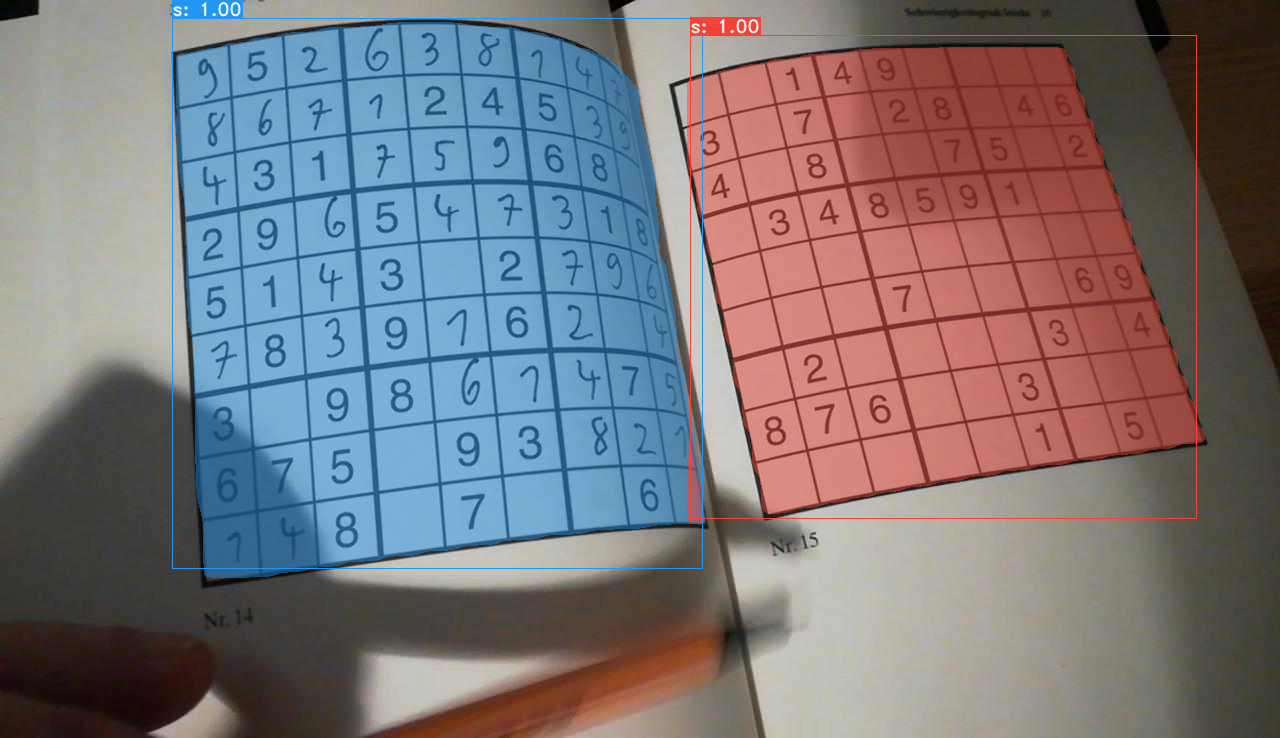 s: 1.00
9 5 2 6 3 8 1 4 7
8 6 7 1 2 4 5 3 9
4 3 1 7 5 9 6 8
2 9 6 5 4 7 3 1 8
5 1 4 3 2 7 9 6
7 8 3 9 1 6 2 4
3 9 8 6 1 4 7 5
6 7 5 9 3 8 2 1
1 4 8 7 6
Nr. 14
Schwierigkeitsgrad: leicht
s: 1.00
1 4 9
3 7 2 8 4 6
4 8 7 5 2
3 4 8 5 9 1
7 6 9
2 3 4
8 7 6 3
1 5
Nr. 15